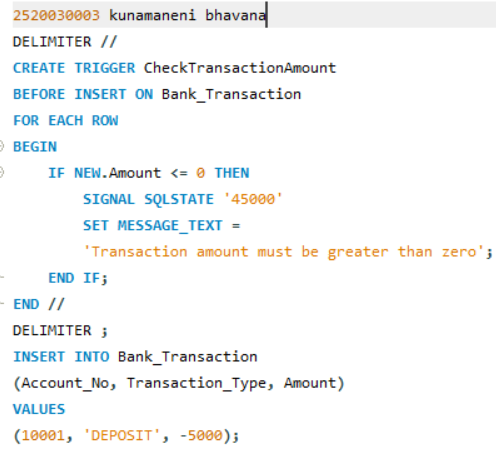 2520030003 kunamaneni bhavana
DELIMITER //
CREATE TRIGGER CheckTransactionAmount
BEFORE INSERT ON Bank_Transaction
FOR EACH ROW
BEGIN
    IF NEW.Amount <= 0 THEN
        SIGNAL SQLSTATE '45000'
        SET MESSAGE_TEXT =
        'Transaction amount must be greater than zero';
    END IF;
END //
DELIMITER ;
INSERT INTO Bank_Transaction
(Account_No, Transaction_Type, Amount)
VALUES
(10001, 'DEPOSIT', -5000);